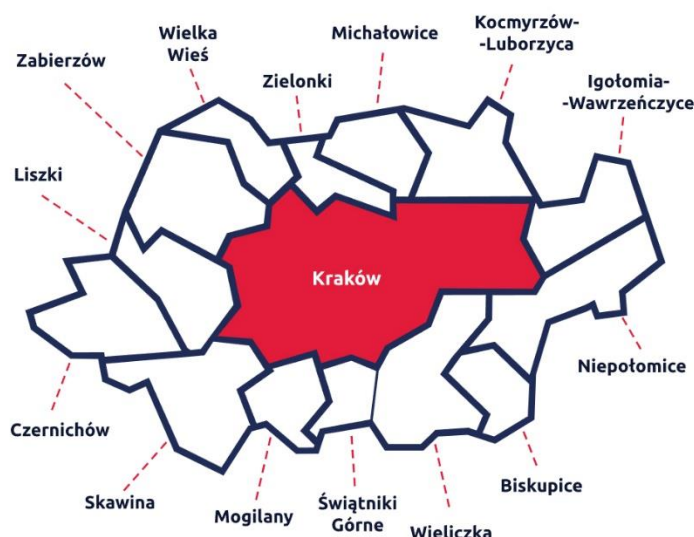 Kocmyrzów-
-Luborzyca
Michałowice
Wielka
Wieś
Zabierzów
Zielonki
Igołomia-
-Wawrzeńczyce
Liszki
Kraków
Niepołomice
Czernichów
Biskupice
Skawina
Świątniki
Górne
Mogilany
Wieliczka